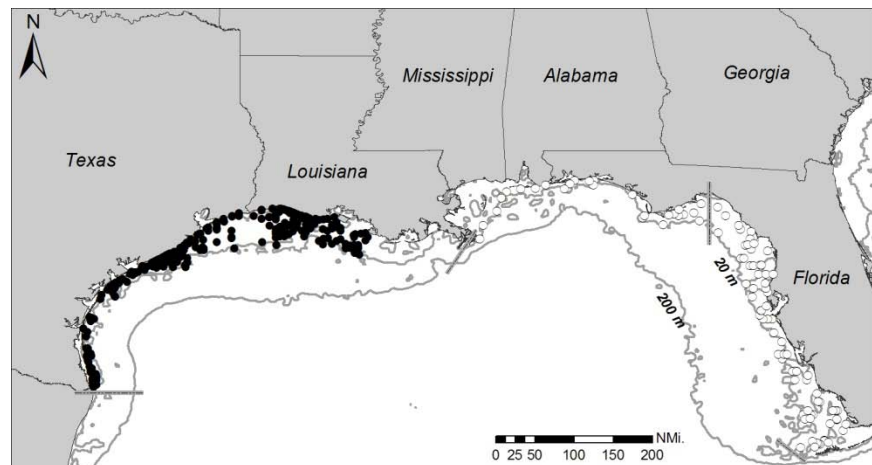 N
Mississippi
Alabama
Georgia
Texas
Louisiana
Florida
20 m
200 m
NMi.
0 25 50 100 150 200